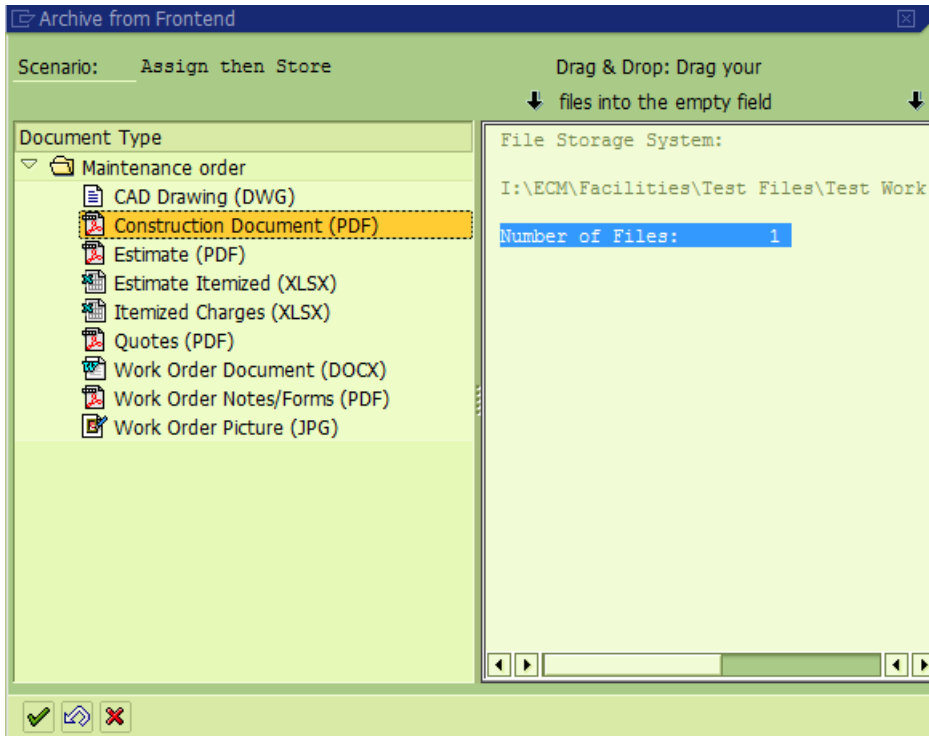 Archive from Frontend
Scenario: Assign then Store
Drag & Drop: Drag your
files into the empty field
Document Type
Maintenance order
CAD Drawing (DWG)
Construction Document (PDF)
Estimate (PDF)
Estimate Itemized (XLSX)
Itemized Charges (XLSX)
Quotes (PDF)
Work Order Document (DOCX)
Work Order Notes/Forms (PDF)
Work Order Picture (JPG)
File Storage System:
I:\ECM\Facilities\Test Files\Test Work
Number of Files: 1